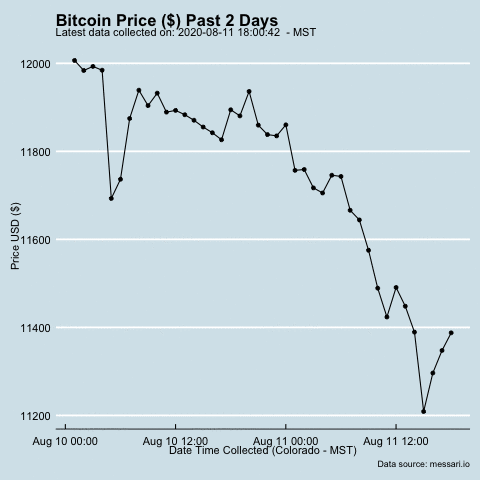 Bitcoin Price ($) Past 2 Days
Latest data collected on: 2020-08-11 18:00:42 - MST
12000
11800
11600
11400
11200
Price USD ($)
Aug 10 00:00
Aug 10 12:00
Aug 11 00:00
Aug 11 12:00
Date Time Collected (Colorado - MST)
Data source: messari.io